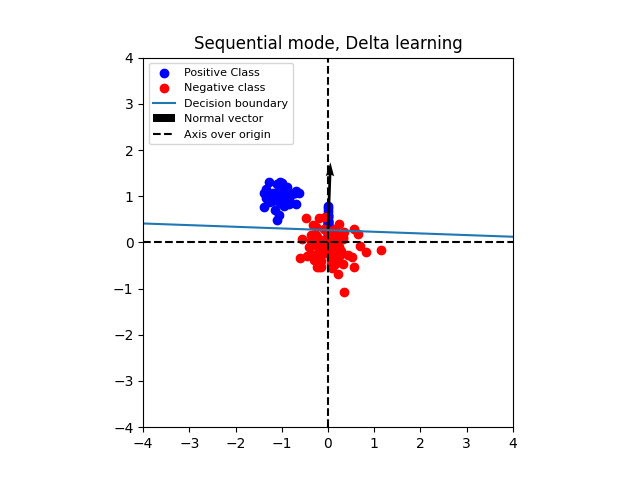 Sequential mode, Delta learning
4
3
2
1
0
−1
−2
−3
−4
Positive Class
Negative class
Decision boundary
Normal vector
Axis over origin
−4 −3 −2 −1 0 1 2 3 4